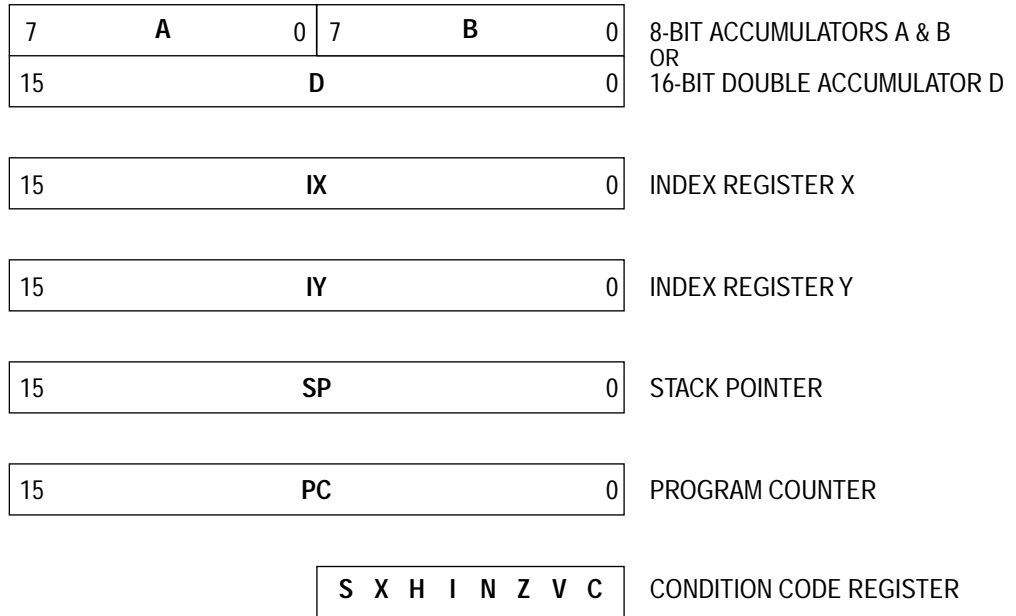 7 A 0 7 B 0 8-BIT ACCUMULATORS A & B
OR
15 D 0 16-BIT DOUBLE ACCUMULATOR D
15 IX 0 INDEX REGISTER X
15 IY 0 INDEX REGISTER Y
15 SP 0 STACK POINTER
15 PC 0 PROGRAM COUNTER
S X H I N Z V C CONDITION CODE REGISTER